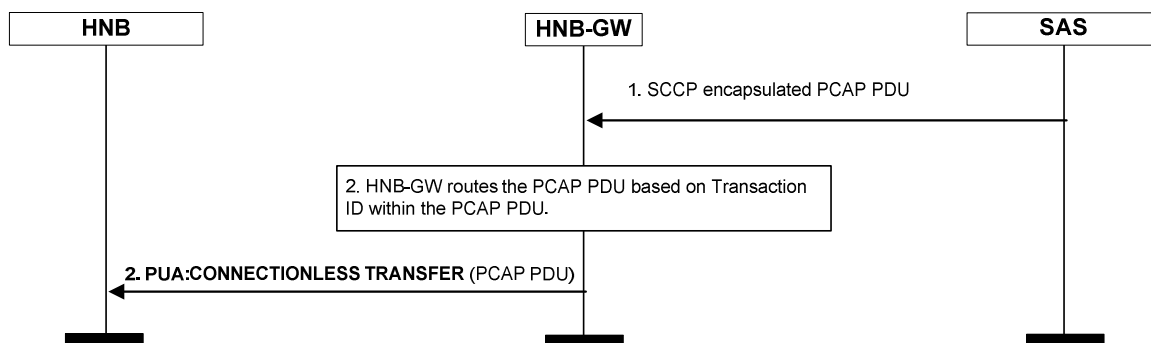 HNB
HNB-GW
SAS
1. SCCP encapsulated PCAP PDU
2. HNB-GW routes the PCAP PDU based on Transaction
ID within the PCAP PDU.
2. PUA:CONNECTIONLESS TRANSFER (PCAP PDU)